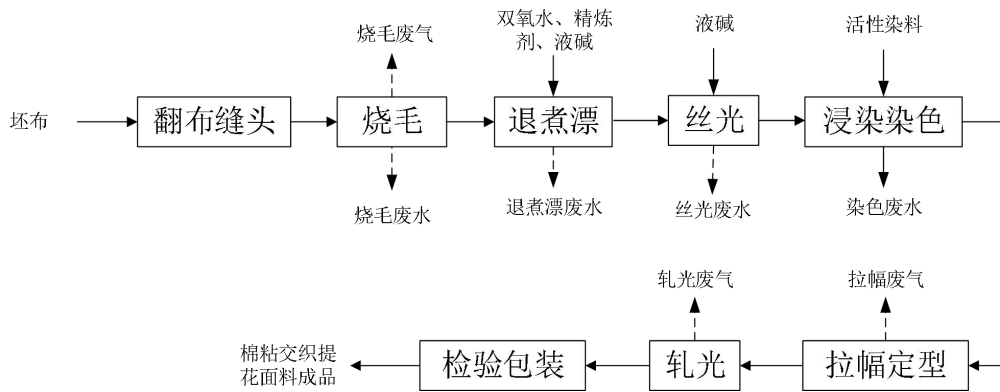 烧毛废气
双氧水、精炼
剂、液碱
液碱
活性染料
坯布
翻布缝头
烧毛
退煮漂
丝光
浸染染色
烧毛废水
退煮漂废水
丝光废水
染色废水
轧光废气
拉幅废气
棉粘交织提
花面料成品
检验包装
轧光
拉幅定型